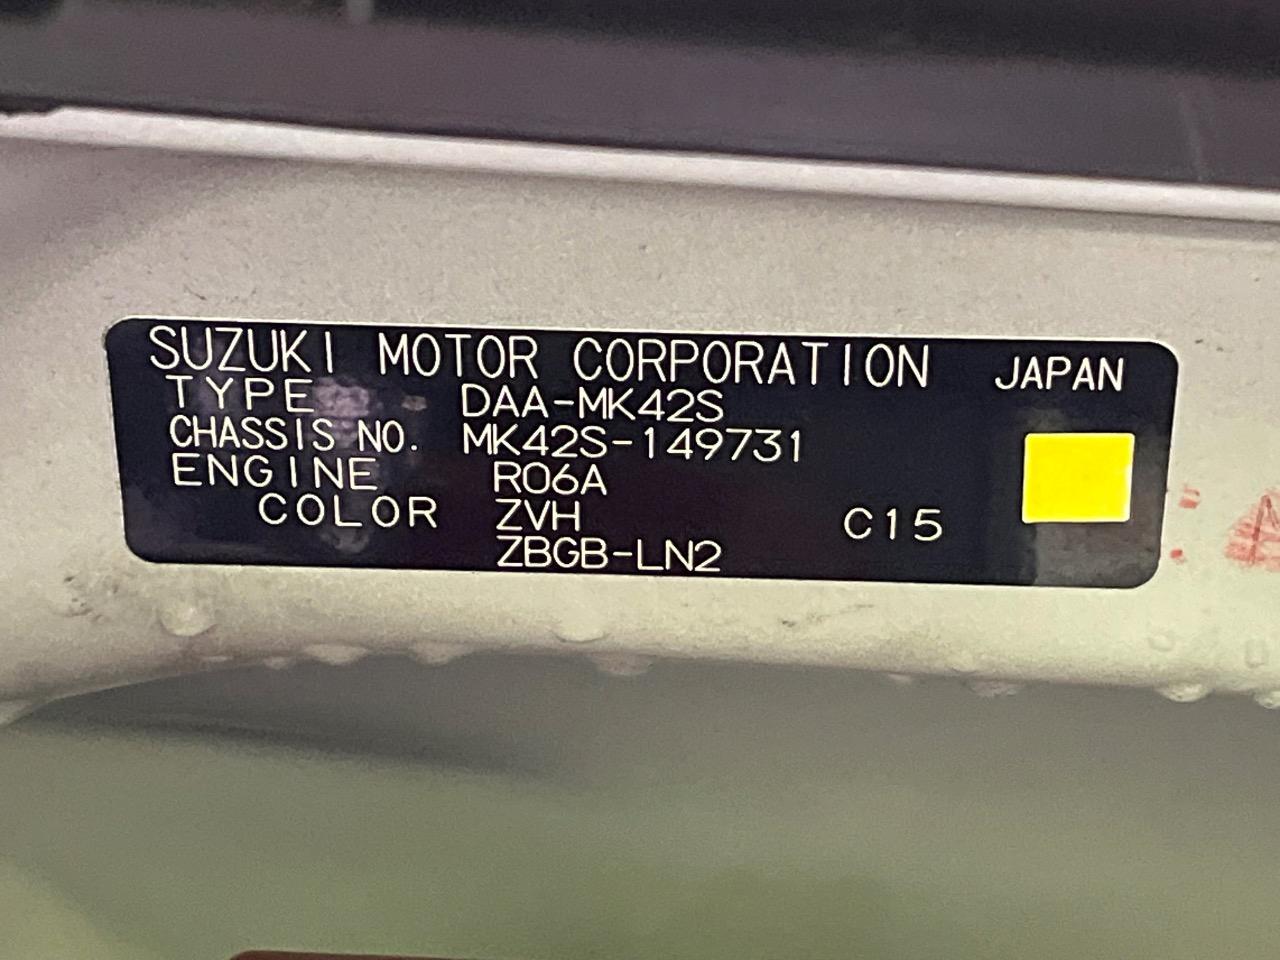 SUZUKI MOTOR CORPORATION JAPAN
TYPE DAA-MK42S
CHASSIS NO. MK42S-149731
ENGINE R06A
COLOR ZVH C15
ZBGB-LN2